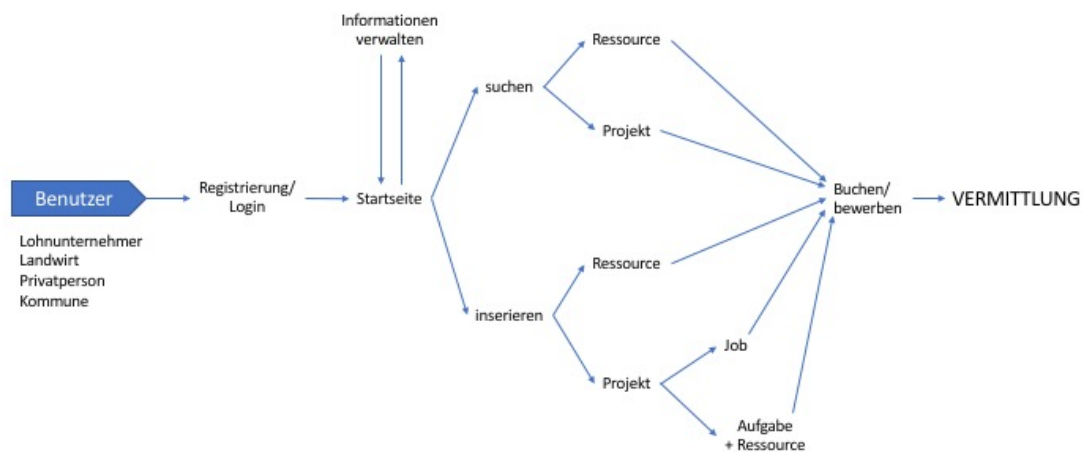 Informationen
verwalten
Ressource
suchen
Projekt
Benutzer
Registrierung/
Login
Startseite
Buchen/
bewerben
VERMITTLUNG
Lohnunternehmer
Landwirt
Privatperson
Kommune
Ressource
inserieren
Job
Projekt
Aufgabe
+ Ressource